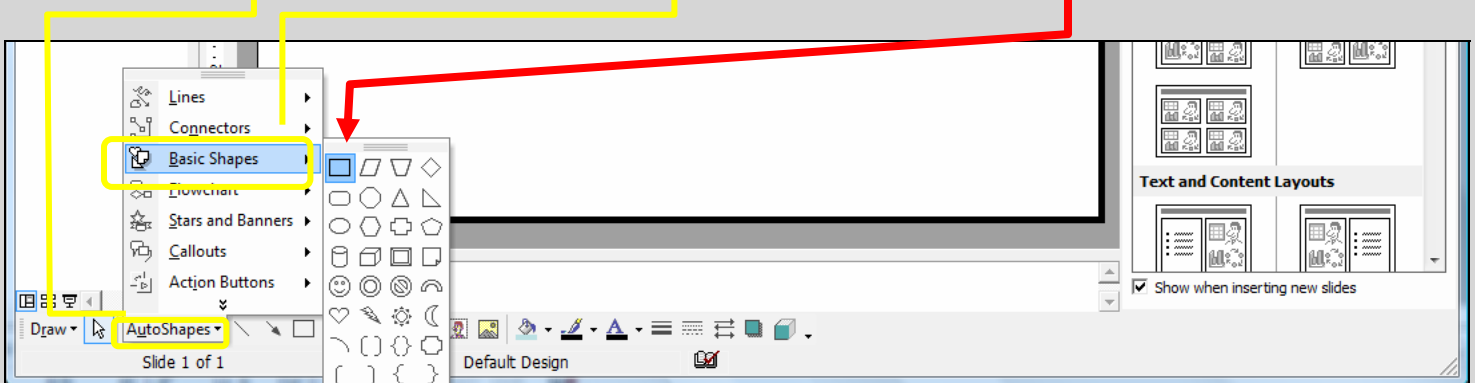 Lines
Connectors
Basic Shapes
Flowchart
Stars and Banners
Callouts
Action Buttons
Text and Content Layouts
Show when inserting new slides
Draw
AutoShapes
A
Slide 1 of 1
Default Design